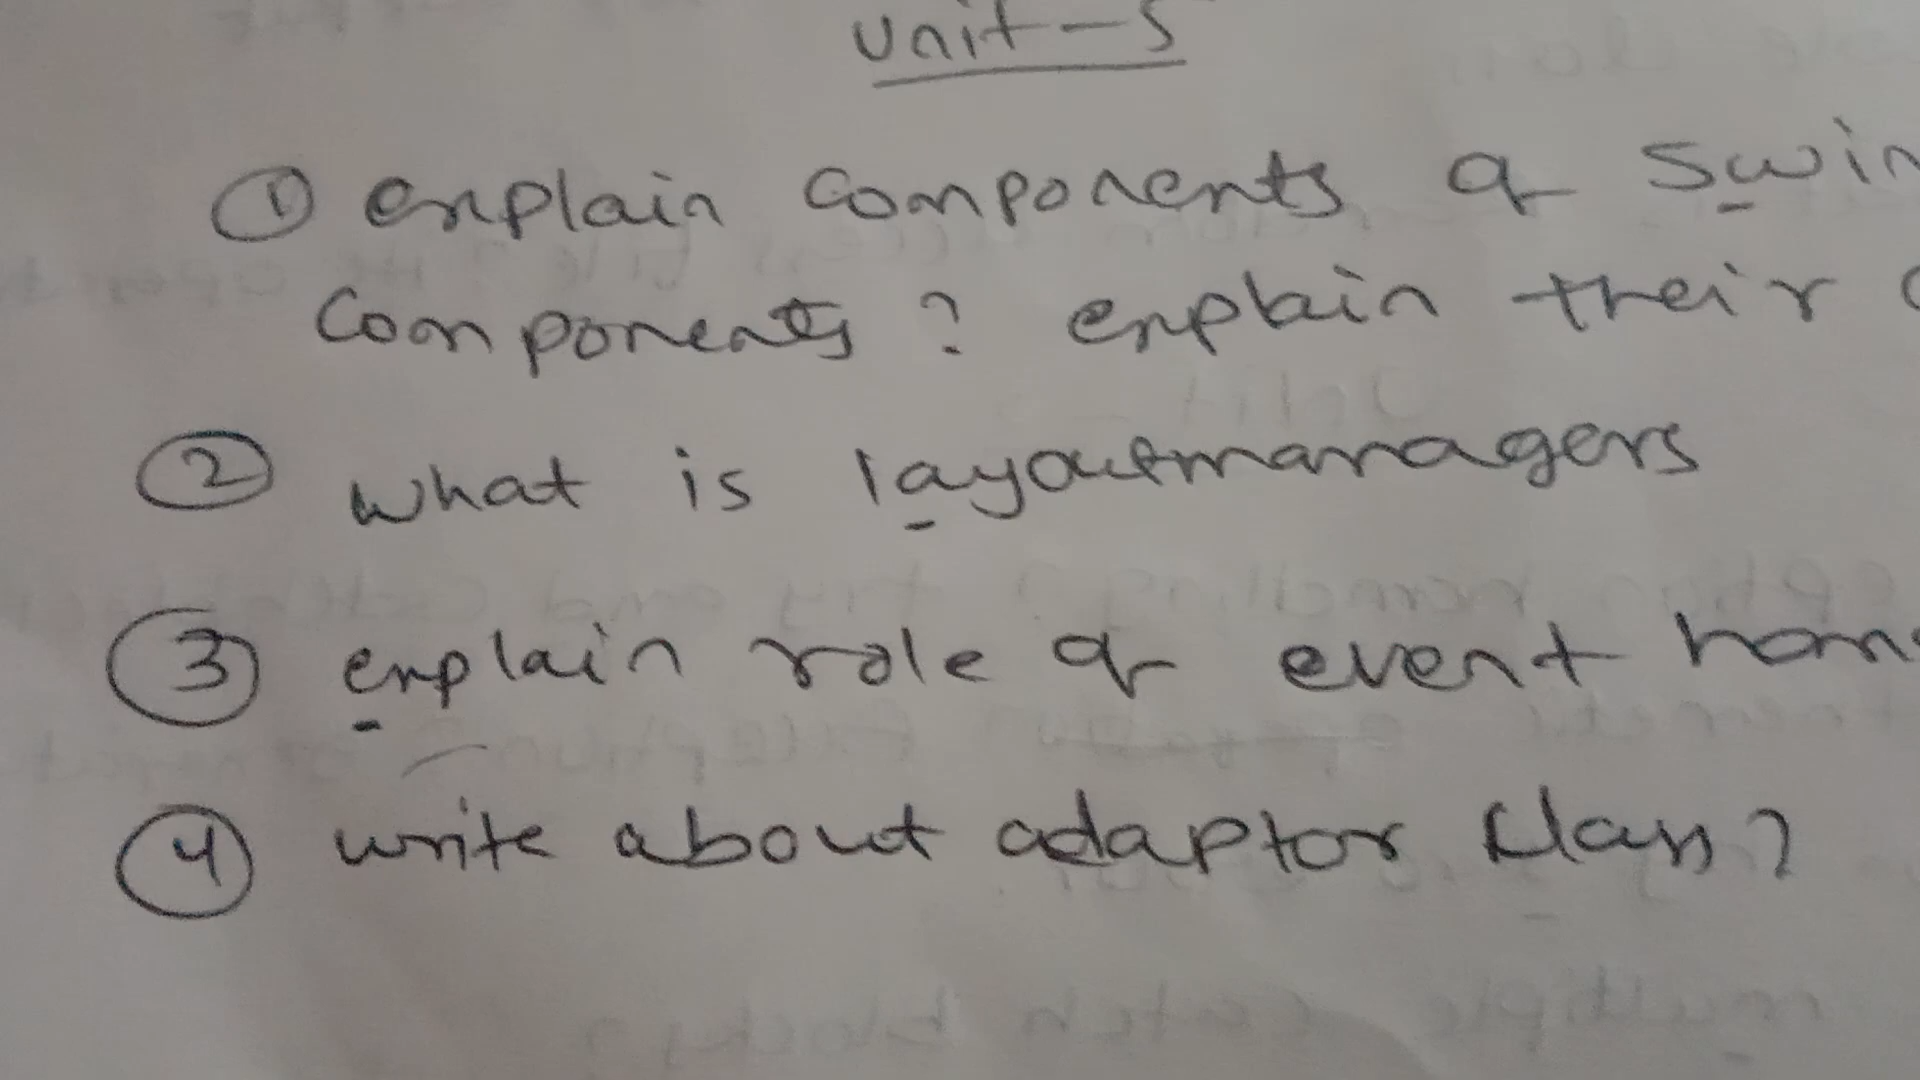 Unit-5
① explain components of swin
components? explain their
② what is layoutmanagers
③ explain role of event han
④ write about adaptor class?